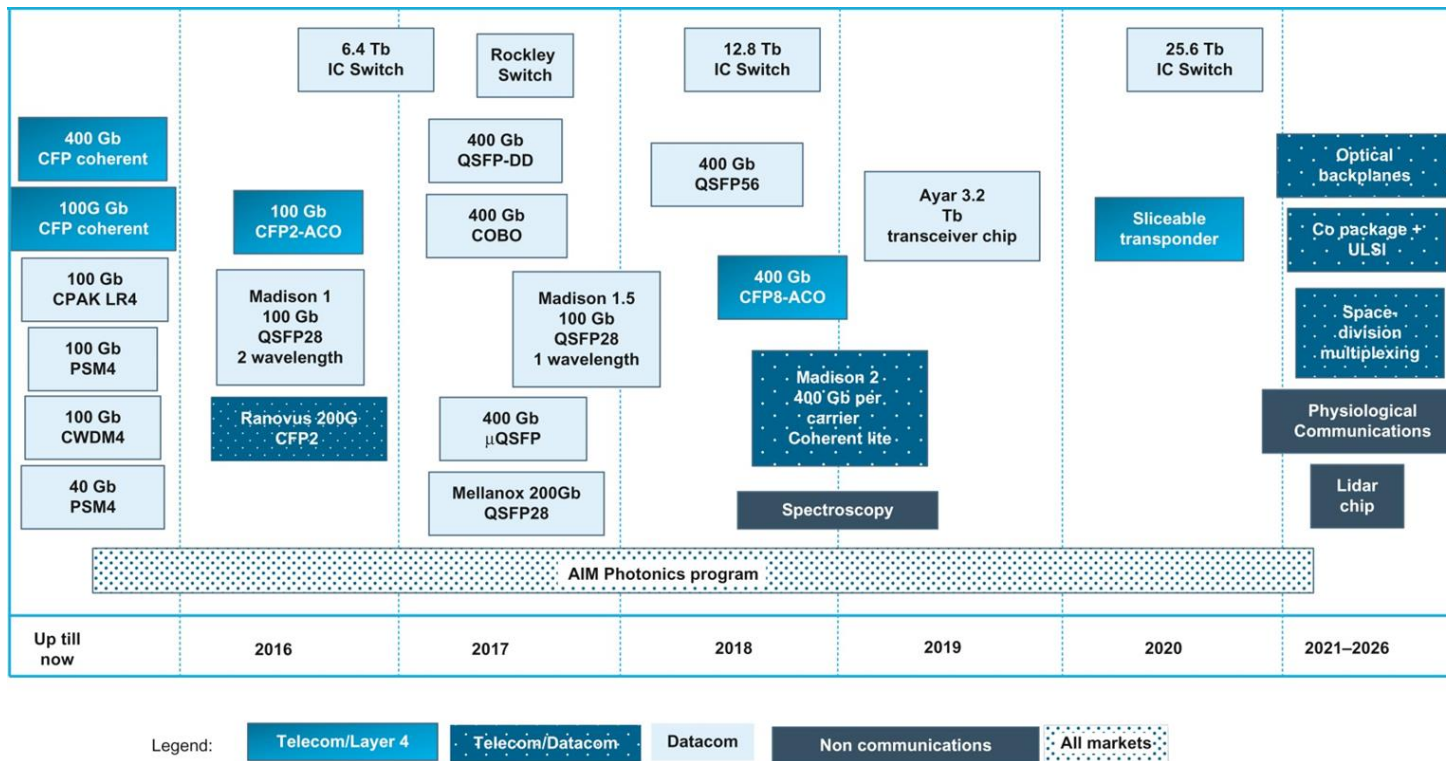 6.4 Tb
IC Switch
Rockley
Switch
12.8 Tb
IC Switch
25.6 Tb
IC Switch
400 Gb
CFP coherent
400 Gb
QSFP-DD
400 Gb
QSFP56
Optical
backplanes
100G Gb
CFP coherent
100 Gb
CFP2-ACO
400 Gb
COBO
Ayar 3.2
Tb
transceiver chip
Sliceable
transponder
Co package +
ULSI
100 Gb
CPAK LR4
Madison 1
100 Gb
QSFP28
2 wavelength
Madison 1.5
100 Gb
QSFP28
1 wavelength
400 Gb
CFP8-ACO
Space-
division
multiplexing
100 Gb
PSM4
Madison 2
400 Gb per
carrier
Coherent lite
100 Gb
CWDM4
Ranovus 200G
CFP2
400 Gb
μQSFP
Physiological
Communications
40 Gb
PSM4
Mellanox 200Gb
QSFP28
Spectroscopy
Lidar
chip
AIM Photonics program
Up till
now
2016
2017
2018
2019
2020
2021–2026
Legend:
Telecom/Layer 4
Telecom/Datacom
Datacom
Non communications
All markets